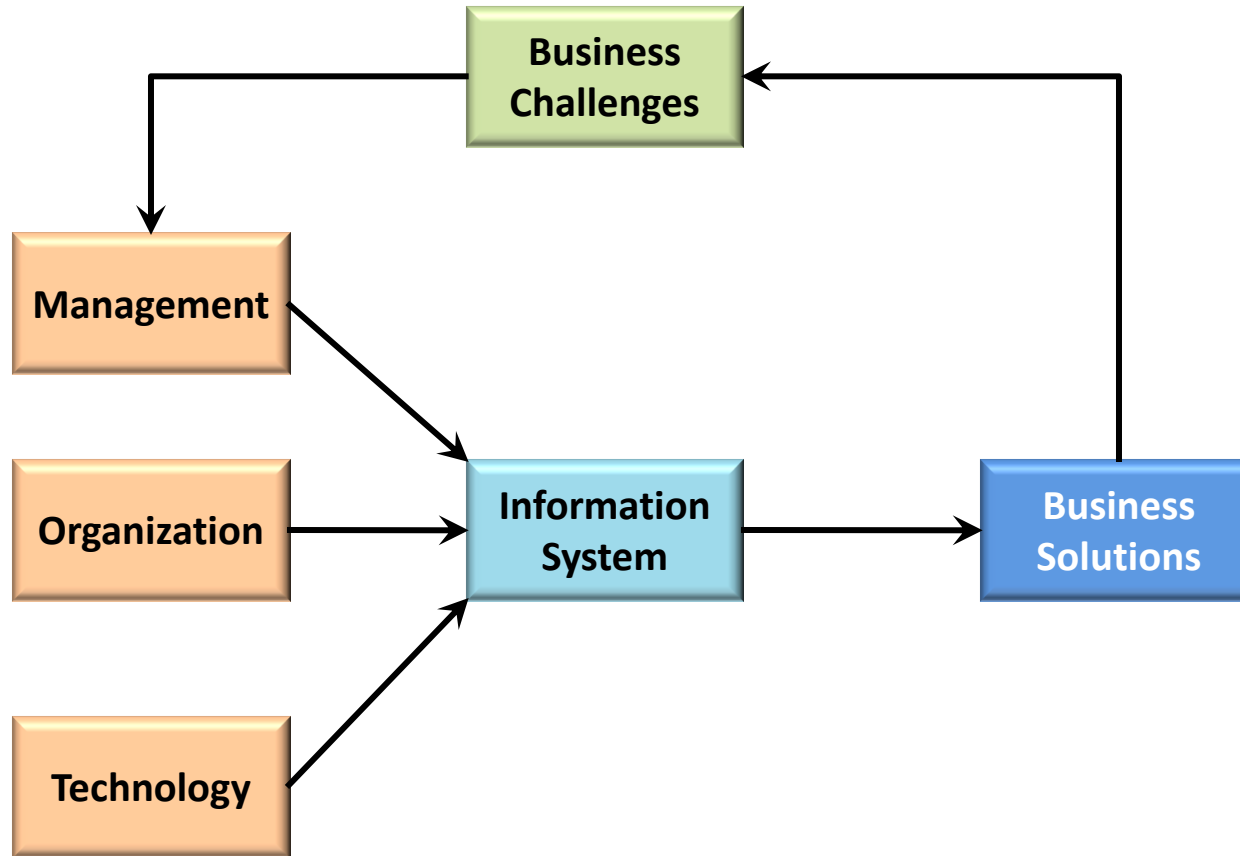 Business
Challenges
Management
Organization
Information
System
Business
Solutions
Technology